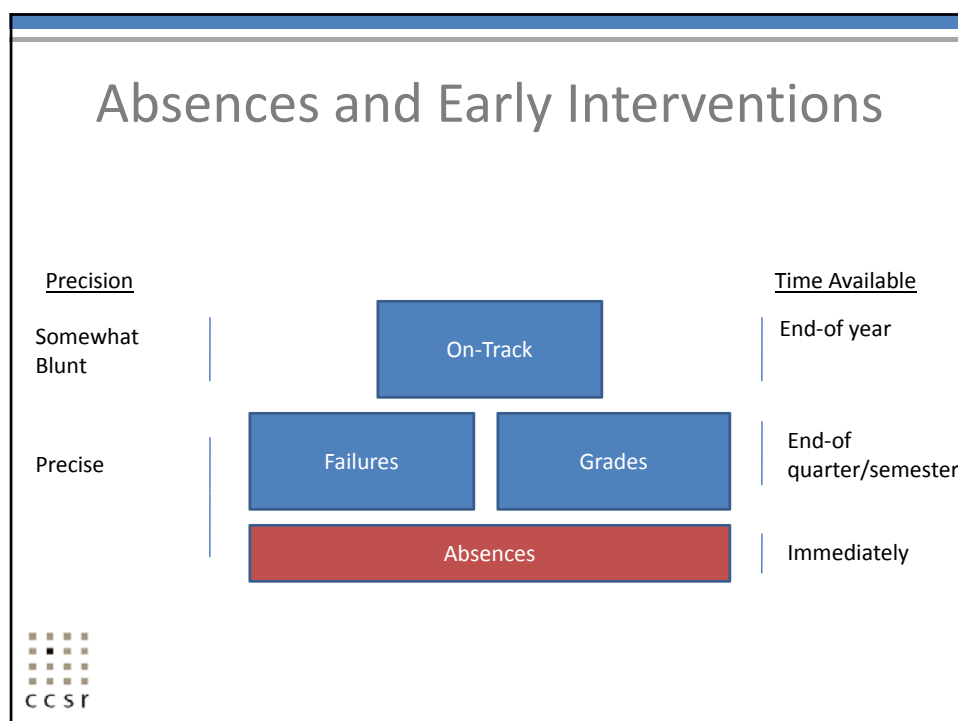 Absences and Early Interventions
Precision
Time Available
Somewhat
Blunt
On-Track
End-of year
Precise
Failures
Grades
End-of
quarter/semester
Absences
Immediately
ccsr